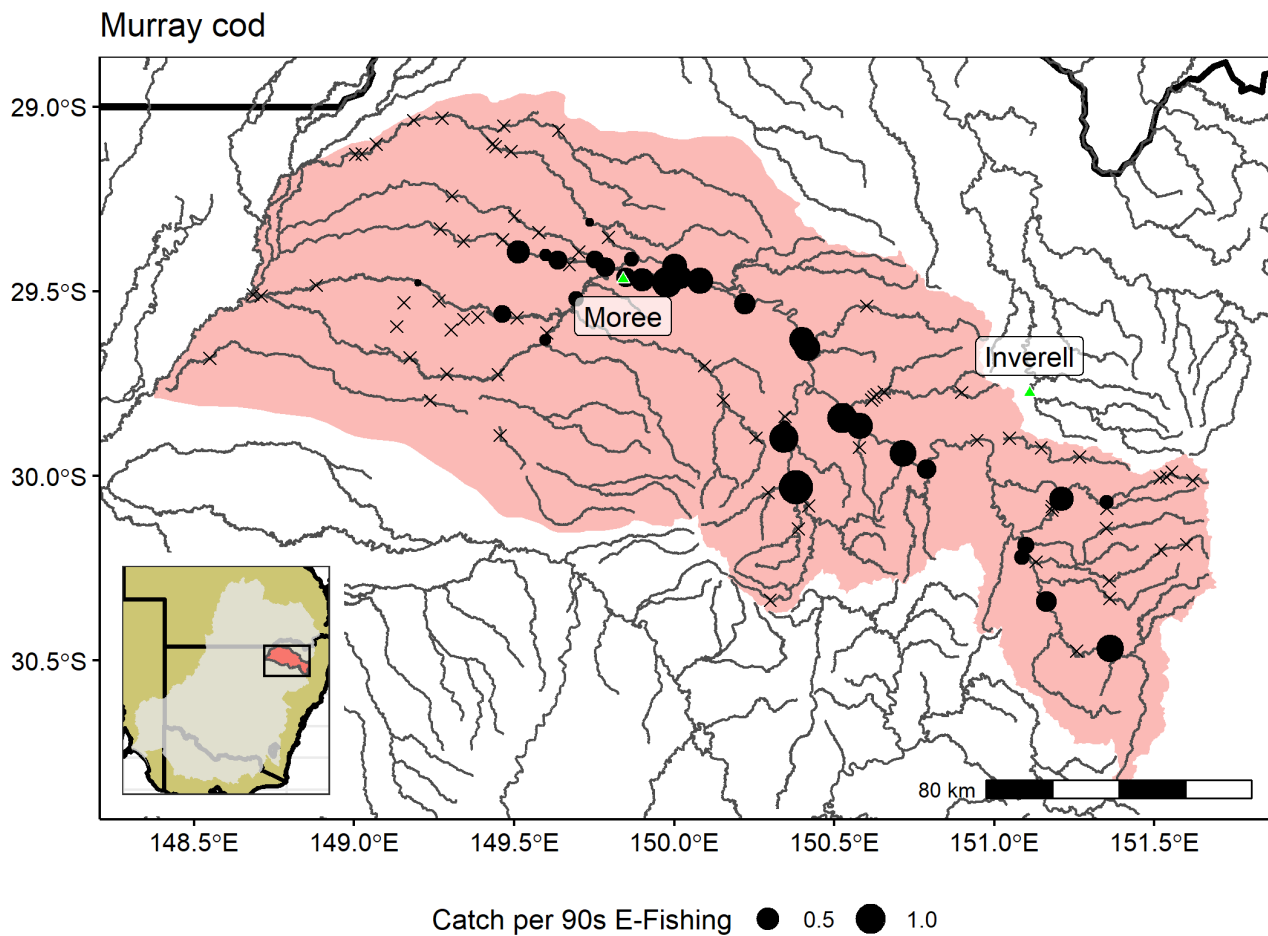 Murray cod
29.0°S
29.5°S
30.0°S
30.5°S
Moree
Inverell
80 km
148.5°E 149.0°E 149.5°E 150.0°E 150.5°E 151.0°E 151.5°E
Catch per 90s E-Fishing 0.5 1.0